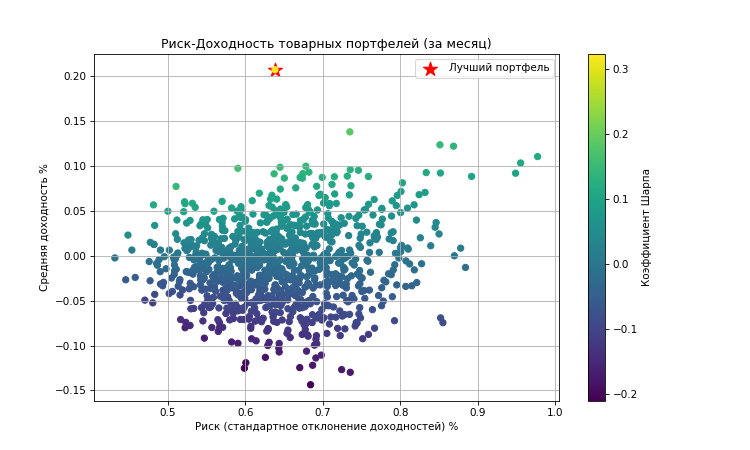 Риск-Доходность товарных портфелей (за месяц)
Лучший портфель
Средняя доходность %
0.20
0.15
0.10
0.05
0.00
−0.05
−0.10
−0.15
0.5 0.6 0.7 0.8 0.9 1.0
Риск (стандартное отклонение доходностей) %
0.3
0.2
0.1
0.0
−0.1
−0.2
Коэффициент Шарпа